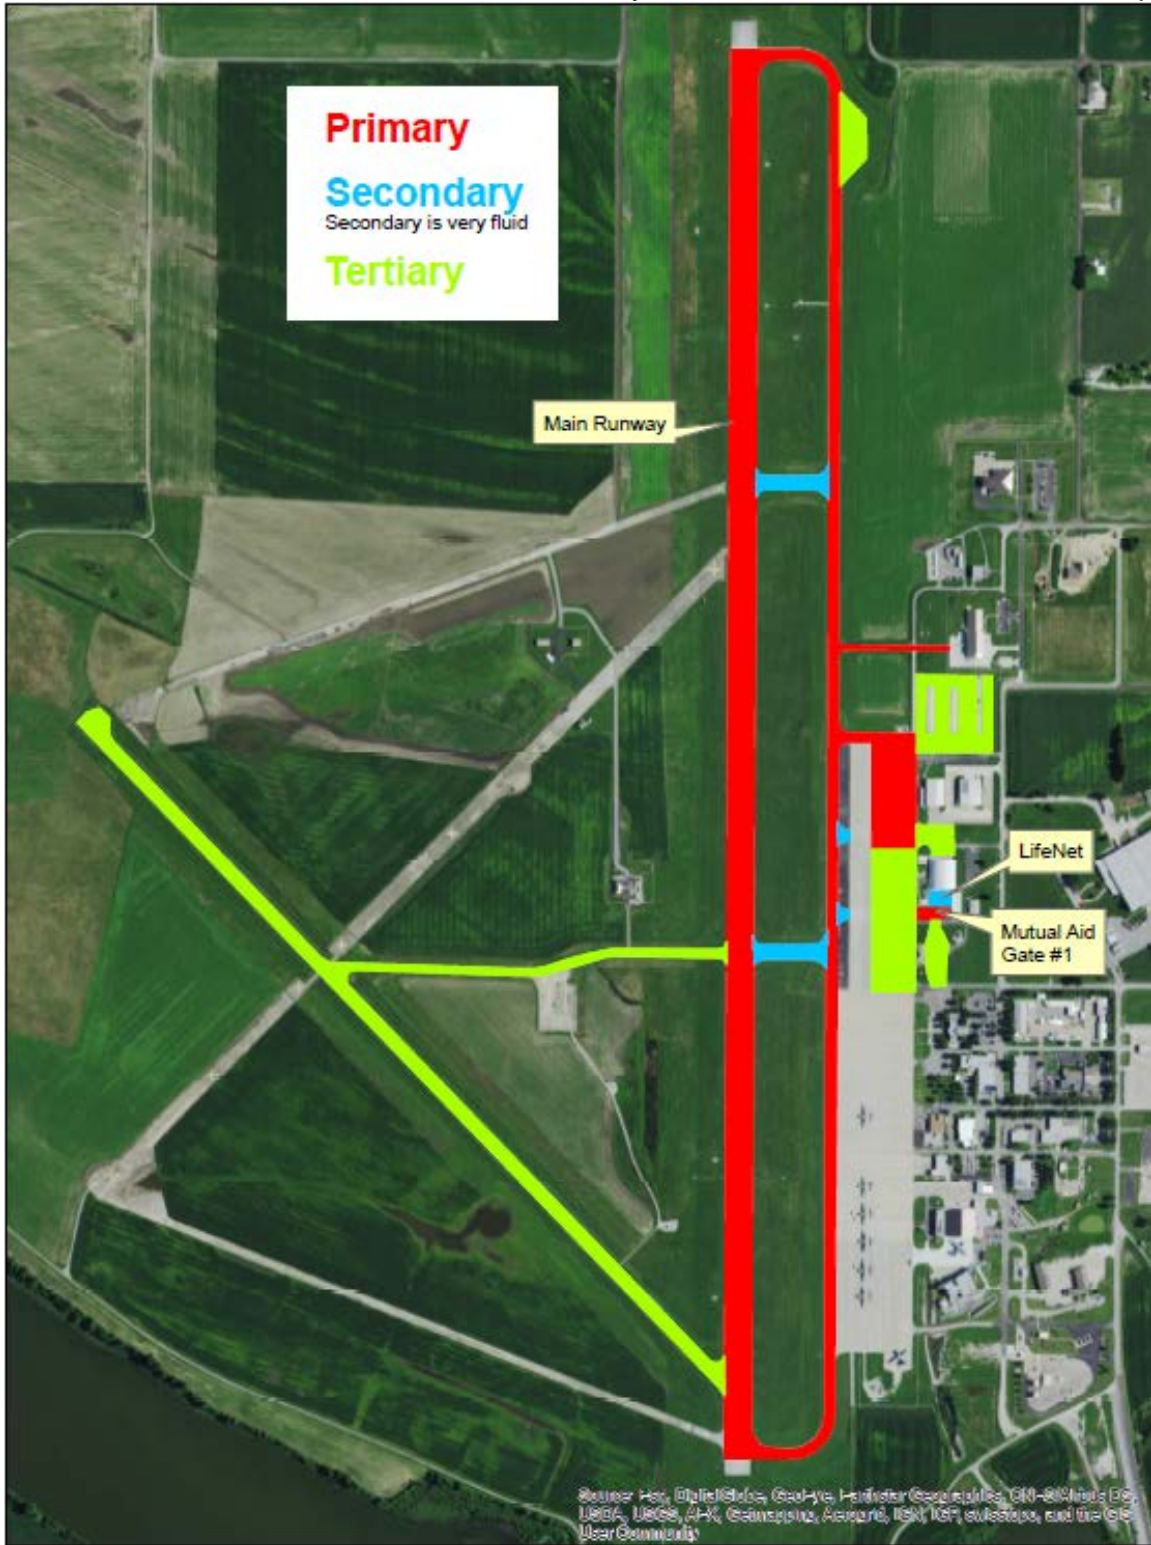 Primary
Secondary
Secondary is very fluid
Tertiary
Main Runway
LifeNet
Mutual Aid
Gate #1
Source: Esri, DigitalGlobe, GeoEye, Earthstar Geographics, CNES/Airbus DS,
USDA, USGS, AEX, Getmapping, Aerogrid, IGN, IGP, swisstopo, and the GIS
User Community